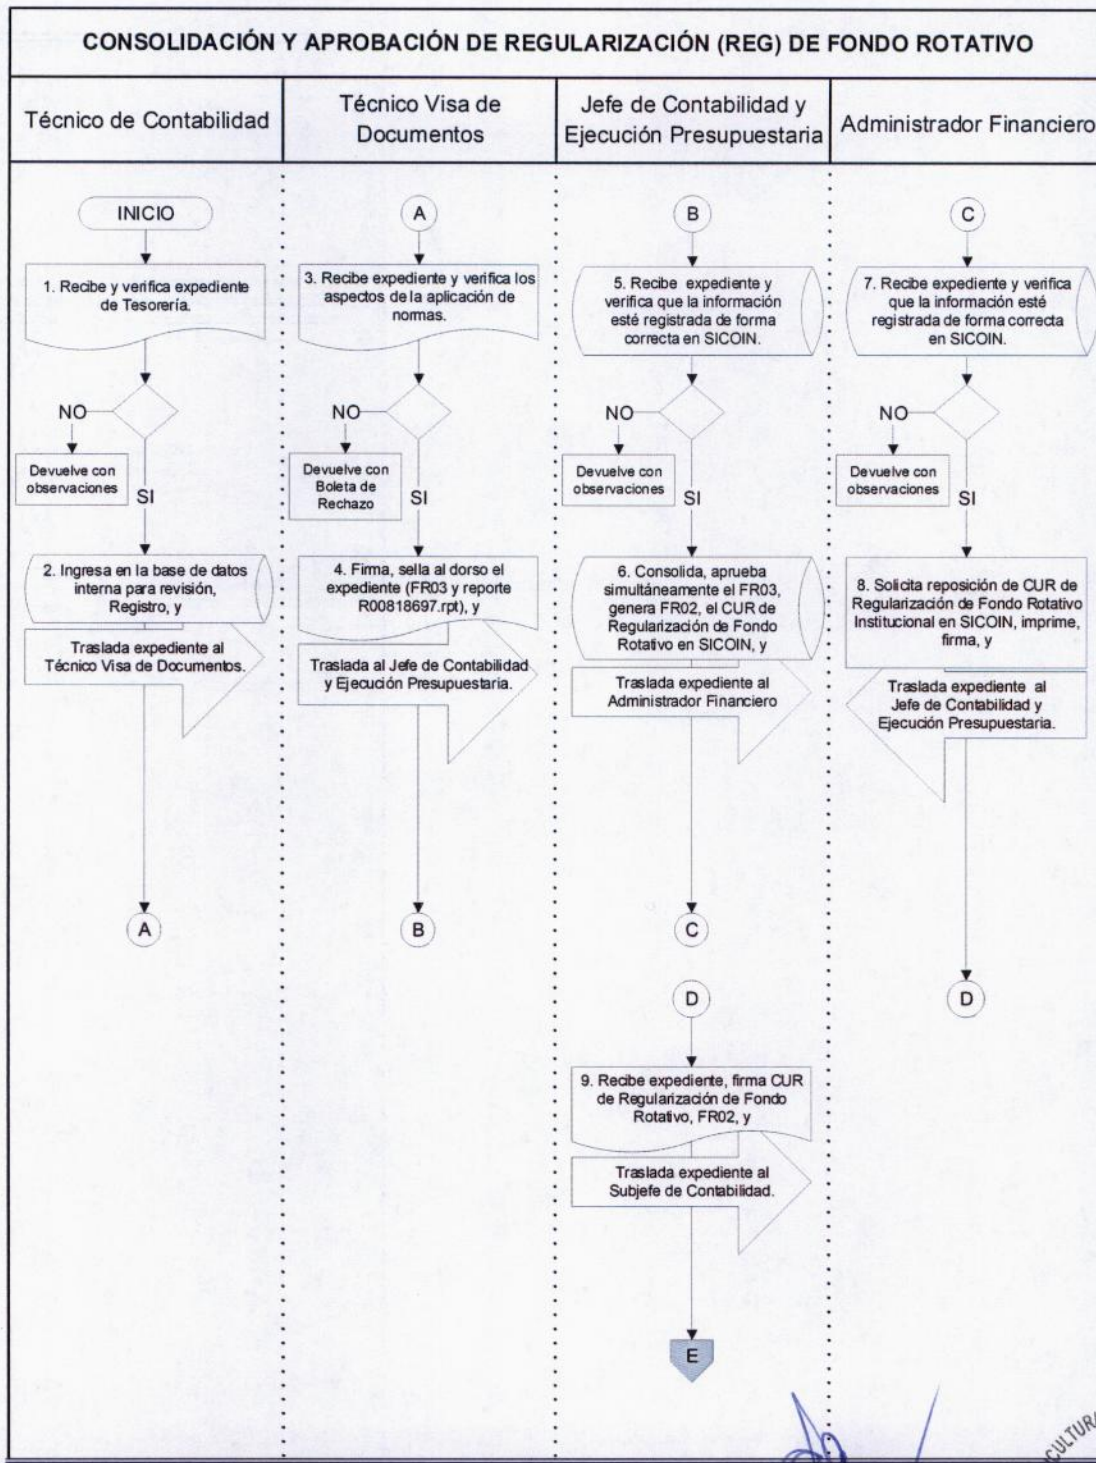 CONSOLIDACIÓN Y APROBACIÓN DE REGULARIZACIÓN (REG) DE FONDO ROTATIVO
Técnico de Contabilidad
Técnico Visa de
Documentos
Jefe de Contabilidad y
Ejecución Presupuestaria
Administrador Financiero
INICIO
1. Recibe y verifica expediente
de Tesorería.
NO
Devuelve con
observaciones
SI
2. Ingresa en la base de datos
interna para revisión,
Registro, y
Traslada expediente al
Técnico Visa de Documentos.
A
A
3. Recibe expediente y verifica los
aspectos de la aplicación de
normas.
NO
Devuelve con
Boleta de
Rechazo
SI
4. Firma, sella al dorso el
expediente (FR03 y reporte
R00818697.rpt), y
Traslada al Jefe de Contabilidad
y Ejecución Presupuestaria.
B
B
5. Recibe expediente y
verifica que la información
esté registrada de forma
correcta en SICOIN.
NO
Devuelve con
observaciones
SI
6. Consolida, aprueba
simultáneamente el FR03,
genera FR02, el CUR de
Regularización de Fondo
Rotativo en SICOIN, y
Traslada expediente al
Administrador Financiero
C
C
7. Recibe expediente y verifica
que la información esté
registrada de forma correcta
en SICOIN.
NO
Devuelve con
observaciones
SI
8. Solicita reposición de CUR de
Regularización de Fondo Rotativo
Institucional en SICOIN, imprime,
firma, y
Traslada expediente al
Jefe de Contabilidad y
Ejecución Presupuestaria.
D
D
9. Recibe expediente, firma CUR
de Regularización de Fondo
Rotativo, FR02, y
Traslada expediente al
Subjefe de Contabilidad.
E